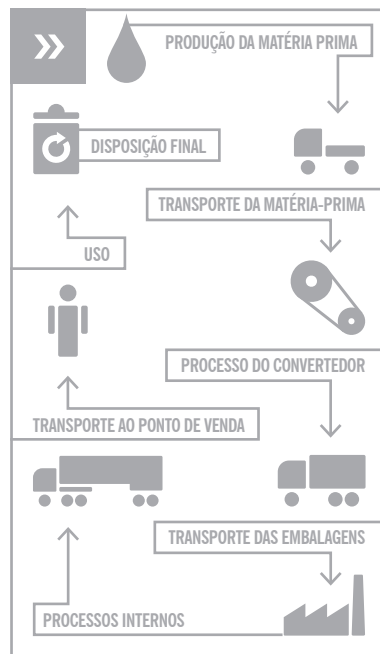 PRODUÇÃO DA MATÉRIA PRIMA
TRANSPORTE DA MATÉRIA-PRIMA
PROCESSO DO CONVERTEDOR
TRANSPORTE DAS EMBALAGENS
PROCESSOS INTERNOS
TRANSPORTE AO PONTO DE VENDA
USO
DISPOSIÇÃO FINAL